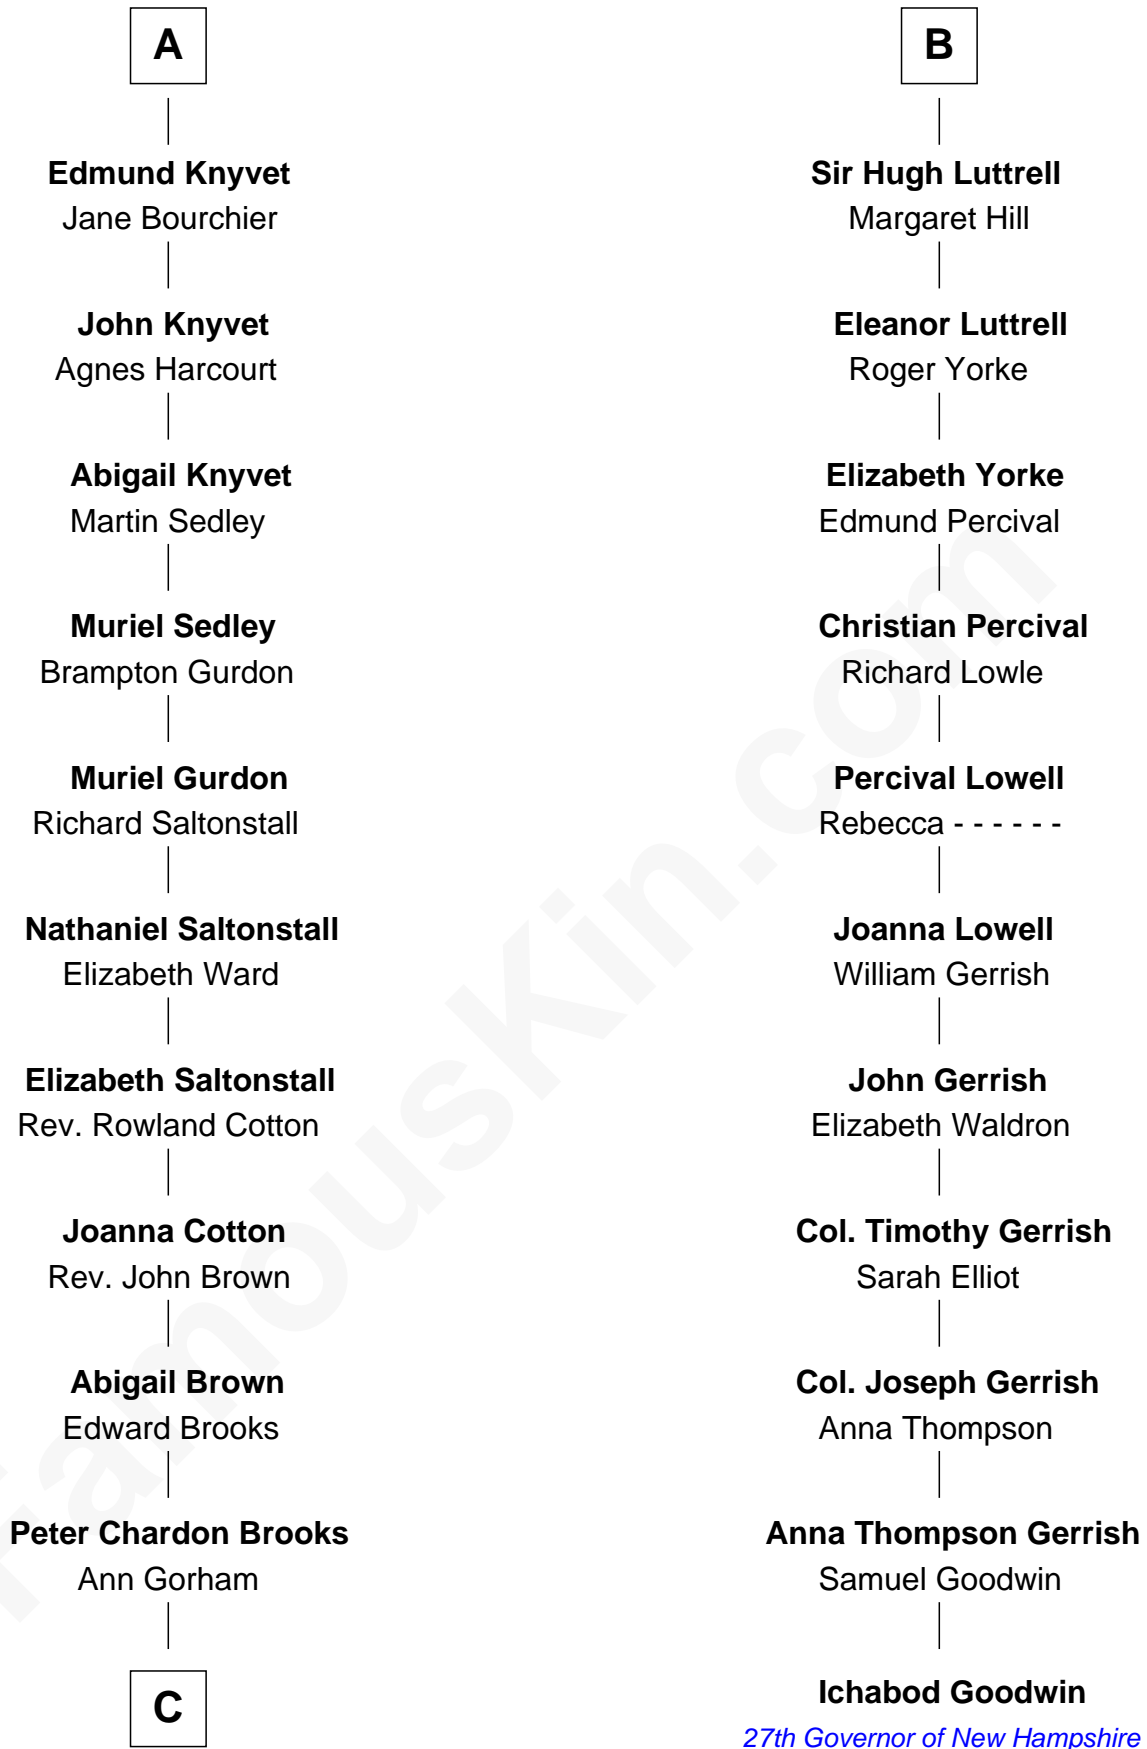 A
Edmund Knyvet
Jane Bourchier
John Knyvet
Agnes Harcourt
Abigail Knyvet
Martin Sedley
Muriel Sedley
Brampton Gurdon
Muriel Gurdon
Richard Saltonstall
Nathaniel Saltonstall
Elizabeth Ward
Elizabeth Saltonstall
Rev. Rowland Cotton
Joanna Cotton
Rev. John Brown
Abigail Brown
Edward Brooks
Peter Chardon Brooks
Ann Gorham
C
B
Sir Hugh Luttrell
Margaret Hill
Eleanor Luttrell
Roger Yorke
Elizabeth Yorke
Edmund Percival
Christian Percival
Richard Lowle
Percival Lowell
Rebecca - - - - - -
Joanna Lowell
William Gerrish
John Gerrish
Elizabeth Waldron
Col. Timothy Gerrish
Sarah Elliot
Col. Joseph Gerrish
Anna Thompson
Anna Thompson Gerrish
Samuel Goodwin
Ichabod Goodwin
27th Governor of New Hampshire
FamousKin.com